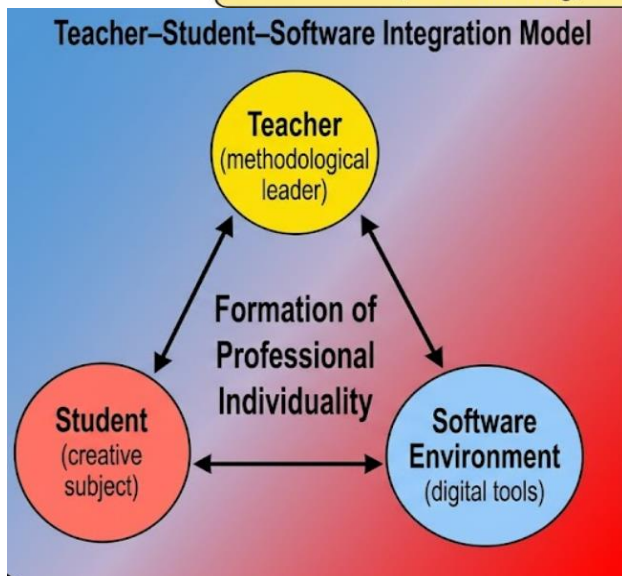 Teacher–Student–Software Integration Model
Teacher
(methodological
leader)
Formation of
Professional
Individuality
Student
(creative
subject)
Software
Environment
(digital tools)